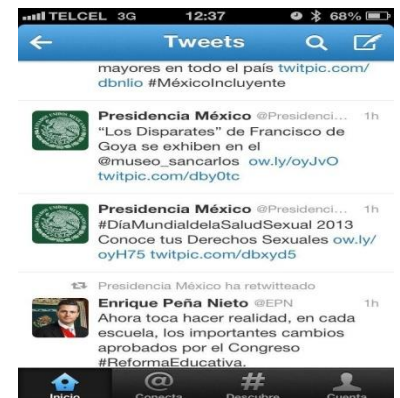 TELCEL 3G 12:37 68%
Tweets
mayores en todo el país twitpic.com/
dbnlio #MéxicoIncluyente
Presidencia México @Presidenci... 1h
“Los Disparates” de Francisco de
Goya se exhiben en el
@museo_sancarlos ow.ly/oyJvO
twitpic.com/dby0tc
Presidencia México @Presidenci... 1h
#DíaMundialdelaSaludSexual 2013
Conoce tus Derechos Sexuales ow.ly/
oyH75 twitpic.com/dbxyd5
Presidencia México ha retwitteado
Enrique Peña Nieto @EPN 1h
Ahora toca hacer realidad, en cada
escuela, los importantes cambios
aprobados por el Congreso
#ReformaEducativa.
Inicio Conecta Descubre Cuenta